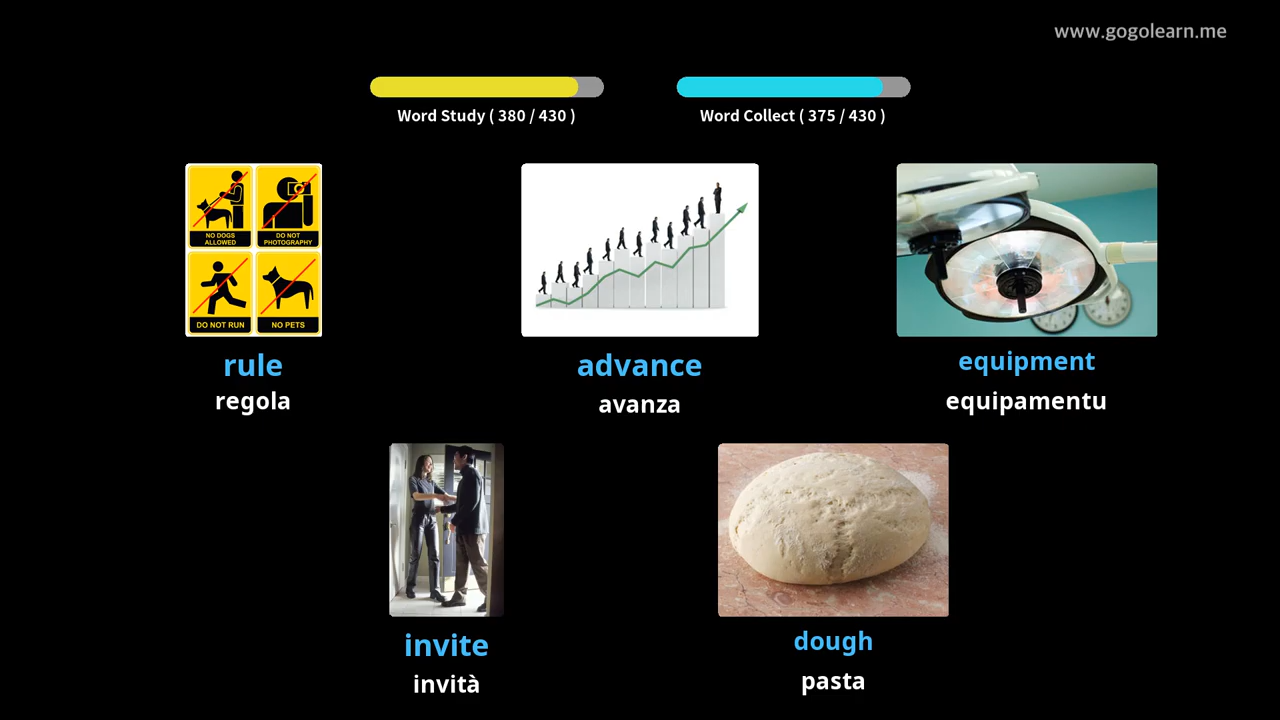 www.gogolearn.me
Word Study ( 380 / 430 )
Word Collect ( 375 / 430 )
NO DOGS
ALLOWED
DO NOT
PHOTOGRAPHY
DO NOT RUN
NO PETS
rule
regola
advance
avanza
equipment
equipamentu
invite
invità
dough
pasta